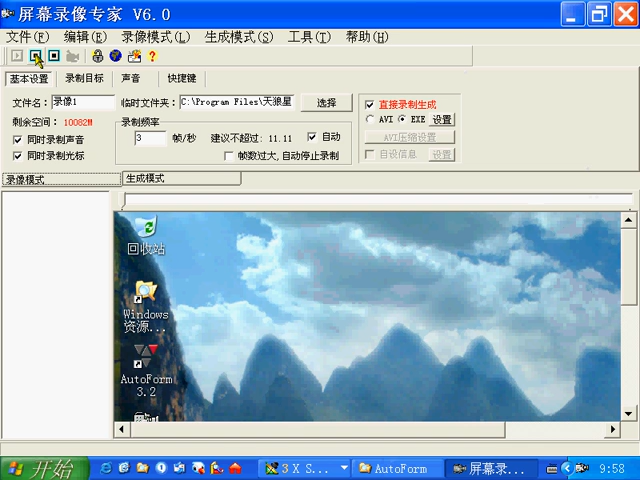 屏幕录像专家 V6.0
文件(F) 编辑(E) 录像模式(L) 生成模式(S) 工具(T) 帮助(H)
基本设置 录制目标 声音 快捷键
文件名: 录像1 临时文件夹: C:\Program Files\天狼星 选择
剩余空间: 10082M
同时录制声音
同时录制光标
录制频率
3 帧/秒 建议不超过: 11.11 自动
帧数过大,自动停止录制
直接录制生成
AVI EXE 设置
AVI压缩设置
自设信息 设置
录像模式 生成模式
回收站
Windows
资源...
AutoForm
3.2
开始 3 X S... AutoForm 屏幕录... 9:58